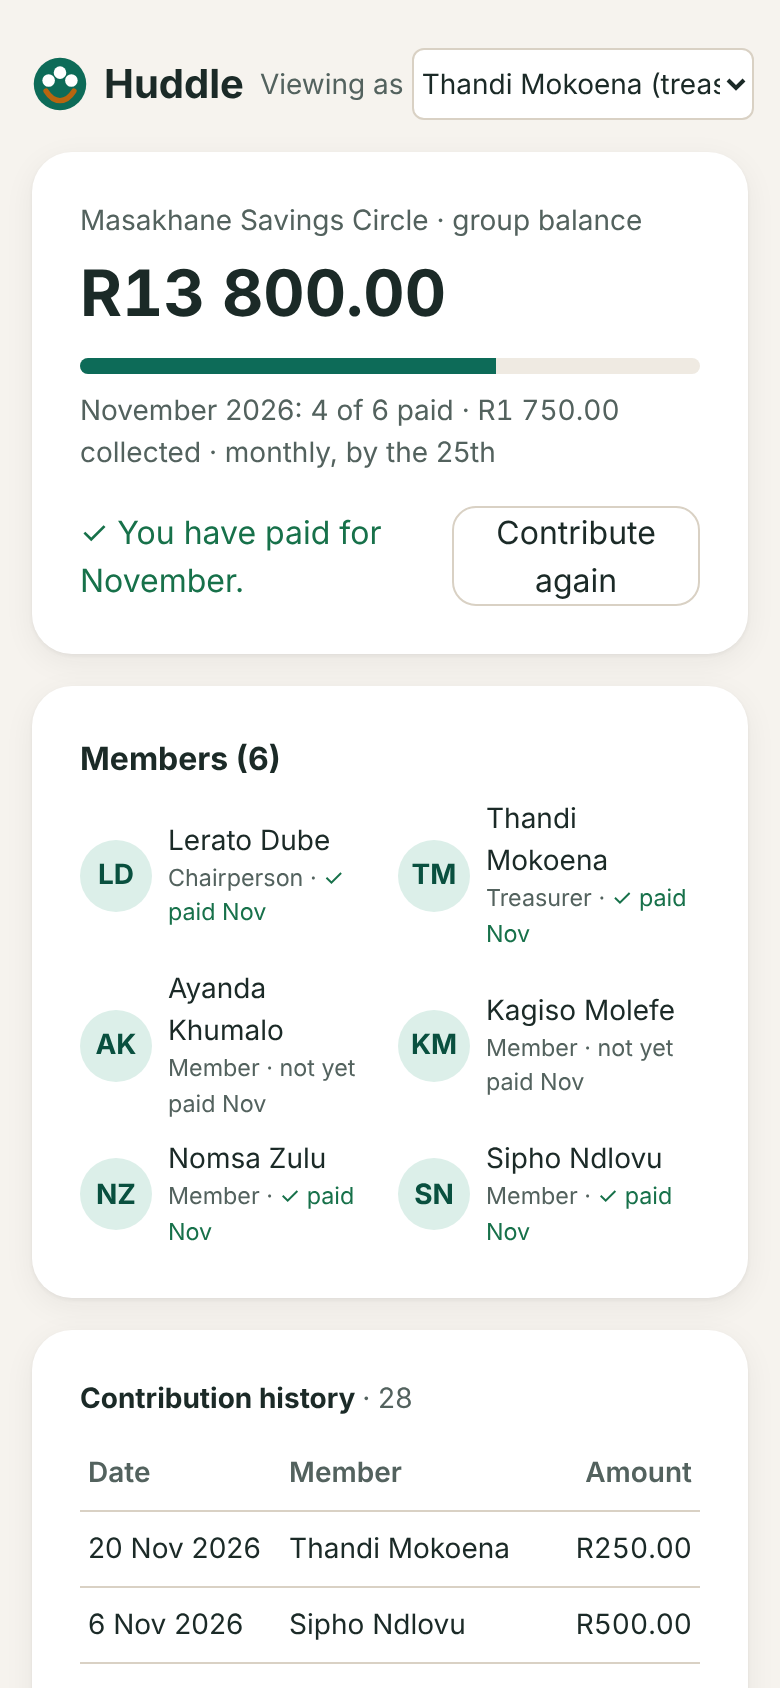 Huddle Viewing as Thandi Mokoena (treas
Masakhane Savings Circle · group balance
R13 800.00
November 2026: 4 of 6 paid · R1 750.00
collected · monthly, by the 25th
✓ You have paid for
November.
Contribute
again
Members (6)
LD
Lerato Dube
Chairperson · ✓
paid Nov
TM
Thandi
Mokoena
Treasurer · ✓ paid
Nov
AK
Ayanda
Khumalo
Member · not yet
paid Nov
KM
Kagiso Molefe
Member · not yet
paid Nov
NZ
Nomsa Zulu
Member · ✓ paid
Nov
SN
Sipho Ndlovu
Member · ✓ paid
Nov
Contribution history · 28
Date Member Amount
20 Nov 2026 Thandi Mokoena R250.00
6 Nov 2026 Sipho Ndlovu R500.00